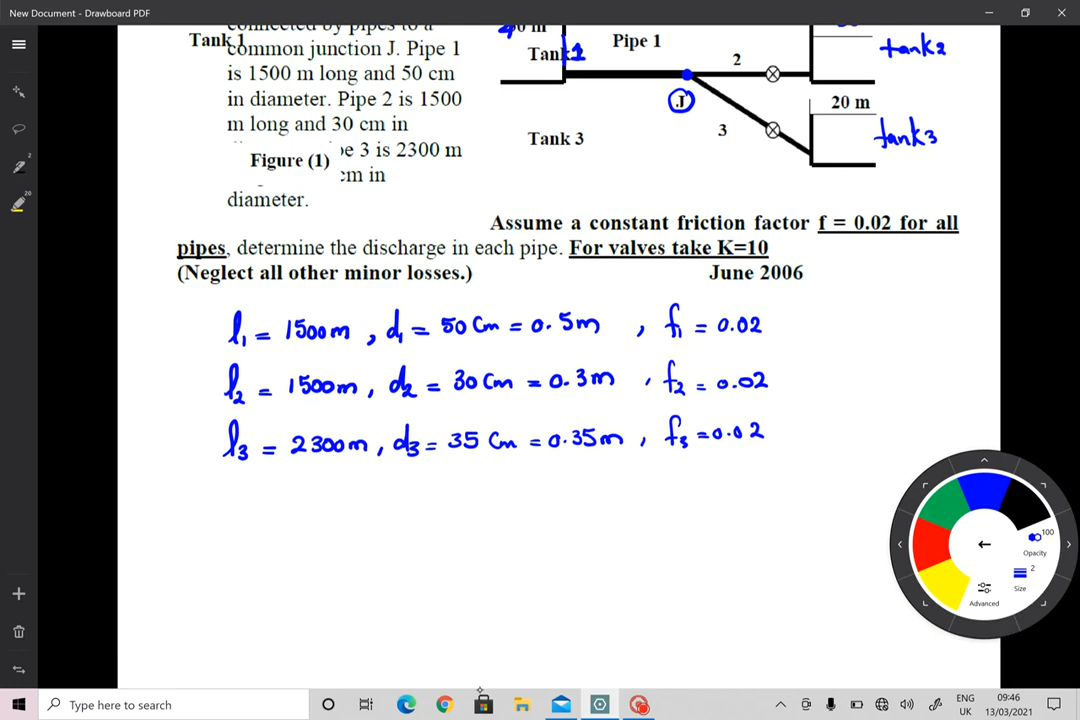 New Document - Drawboard PDF
Tank 1
common junction J. Pipe 1
is 1500 m long and 50 cm
in diameter. Pipe 2 is 1500
m long and 30 cm in
pe 3 is 2300 m
cm in
diameter.
Figure (1)
Pipe 1
Tank 1
2
tank2
J
20 m
3
tank3
Tank 3
Assume a constant friction factor f = 0.02 for all
pipes, determine the discharge in each pipe. For valves take K=10
(Neglect all other minor losses.) June 2006
l1 = 1500m , d1 = 50 Cm = 0.5m , f1 = 0.02
l2 = 1500m , d2 = 30 Cm = 0.3m , f2 = 0.02
l3 = 2300m , d3 = 35 Cm = 0.35m , f3 = 0.02
100
Opacity
2
Size
Advanced
2
20
Type here to search
ENG
UK
09:46
13/03/2021